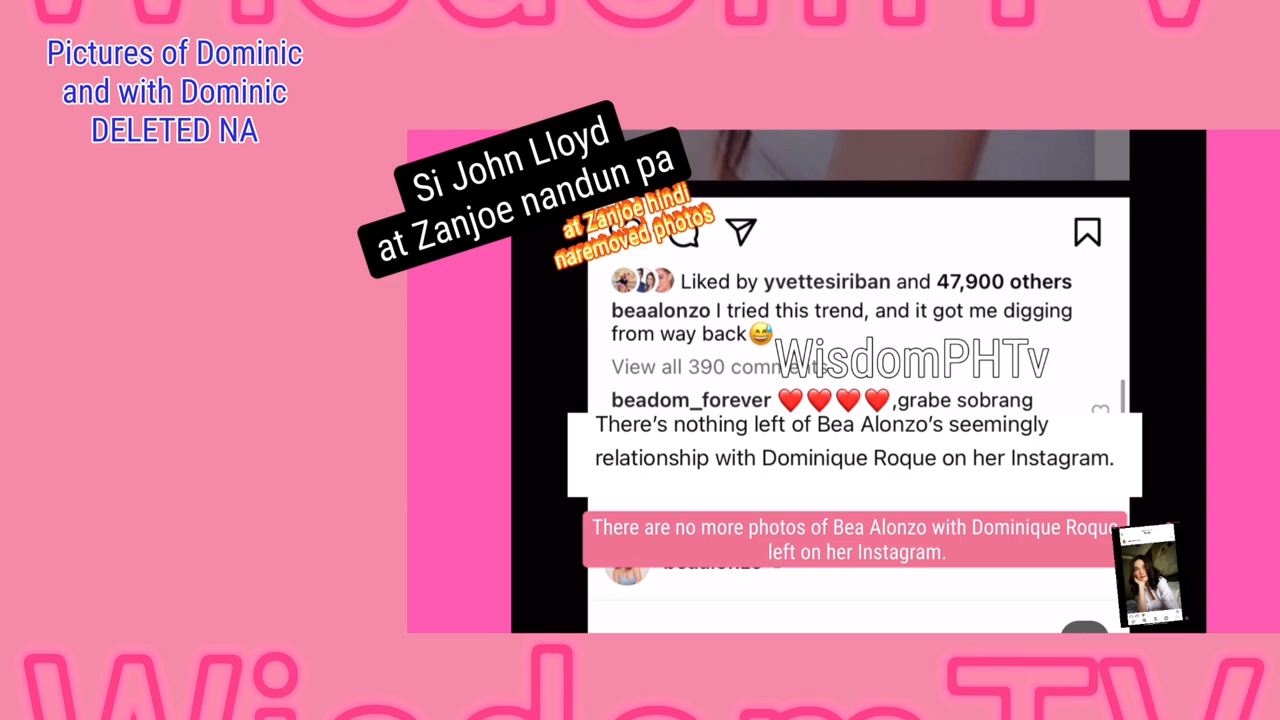 WisdomPHTv
Pictures of Dominic
and with Dominic
DELETED NA
Si John Lloyd
at Zanjoe nandun pa
at Zanjoe hindi
naremoved photos
Liked by yvettesiriban and 47,900 others
beaalonzo I tried this trend, and it got me digging
from way back😅
View all 390 comments
WisdomPHTv
beadom_forever ❤️❤️❤️❤️,grabe sobrang
There's nothing left of Bea Alonzo's seemingly
relationship with Dominique Roque on her Instagram.
There are no more photos of Bea Alonzo with Dominique Roque
left on her Instagram.
beaalonzo
WisdomTV